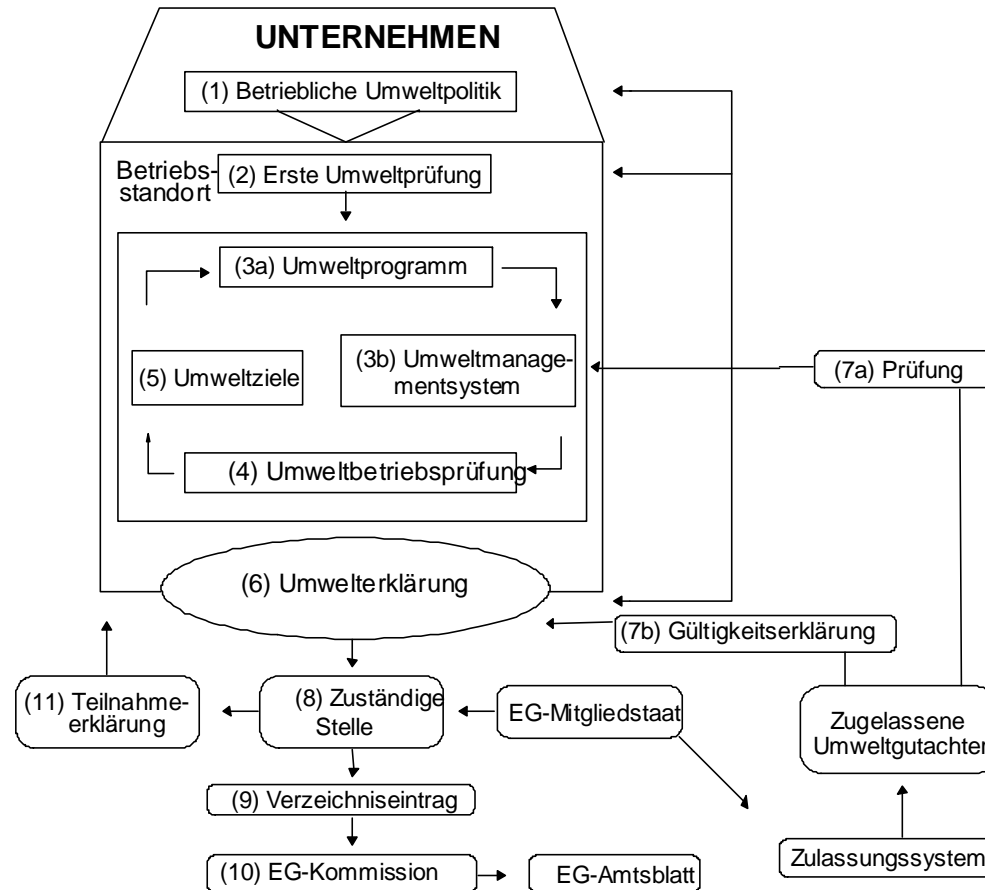 UNTERNEHMEN
(1) Betriebliche Umweltpolitik
Betriebs-
standort
(2) Erste Umweltprüfung
(3a) Umweltprogramm
(3b) Umweltmanage-
mentsystem
(5) Umweltziele
(7a) Prüfung
(4) Umweltbetriebsprüfung
(6) Umwelterklärung
(7b) Gültigkeitserklärung
(11) Teilnahme-
erklärung
(8) Zuständige
Stelle
EG-Mitgliedstaat
Zugelassene
Umweltgutachter
(9) Verzeichniseintrag
(10) EG-Kommission
EG-Amtsblatt
Zulassungssystem